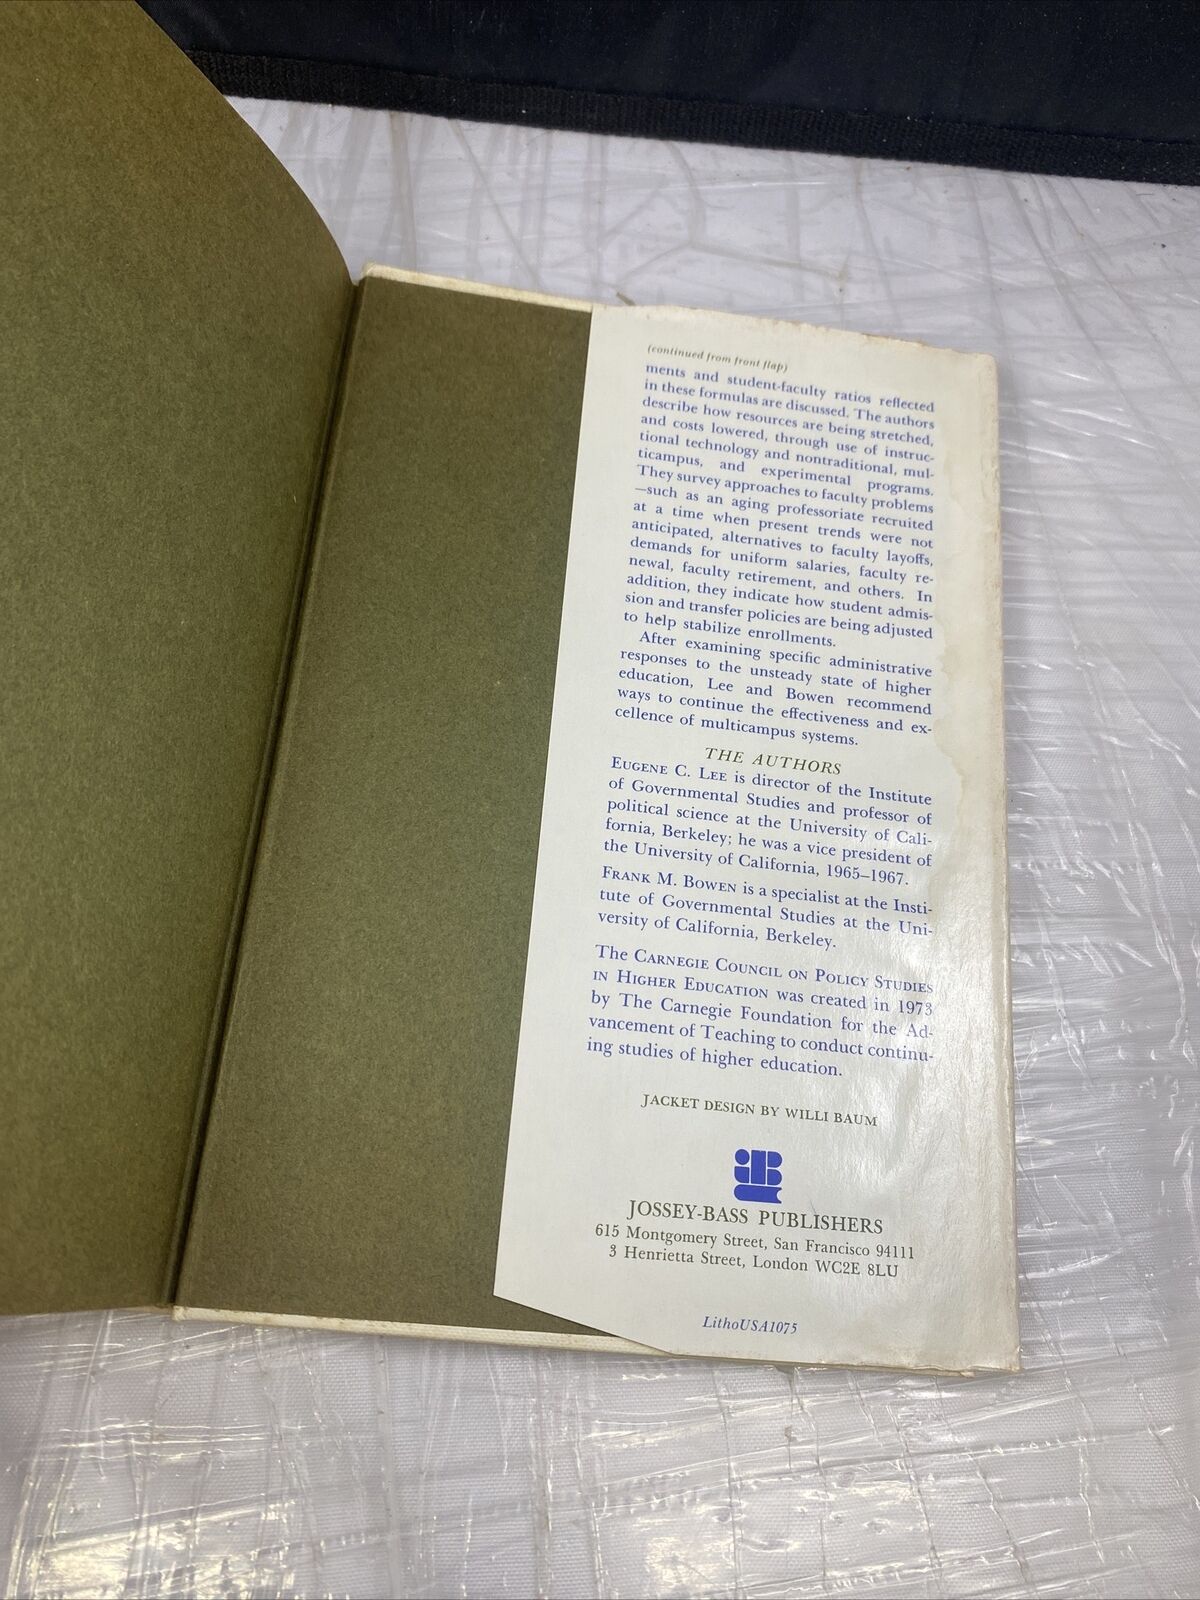 (continued from front flap)
ments and student-faculty ratios reflected
in these formulas are discussed. The authors
describe how resources are being stretched,
and costs lowered, through use of instruc-
tional technology and nontraditional, mul-
ticampus, and experimental programs.
They survey approaches to faculty problems
—such as an aging professoriate recruited
at a time when present trends were not
anticipated, alternatives to faculty layoffs,
demands for uniform salaries, faculty re-
newal, faculty retirement, and others. In
addition, they indicate how student admis-
sion and transfer policies are being adjusted
to help stabilize enrollments.
After examining specific administrative
responses to the unsteady state of higher
education, Lee and Bowen recommend
ways to continue the effectiveness and ex-
cellence of multicampus systems.
THE AUTHORS
EUGENE C. LEE is director of the Institute
of Governmental Studies and professor of
political science at the University of Cali-
fornia, Berkeley; he was a vice president of
the University of California, 1965–1967.
FRANK M. BOWEN is a specialist at the Insti-
tute of Governmental Studies at the Uni-
versity of California, Berkeley.
The CARNEGIE COUNCIL ON POLICY STUDIES
IN HIGHER EDUCATION was created in 1973
by The Carnegie Foundation for the Ad-
vancement of Teaching to conduct continu-
ing studies of higher education.
JACKET DESIGN BY WILLI BAUM
JB
JOSSEY-BASS PUBLISHERS
615 Montgomery Street, San Francisco 94111
3 Henrietta Street, London WC2E 8LU
LithoUSA1075